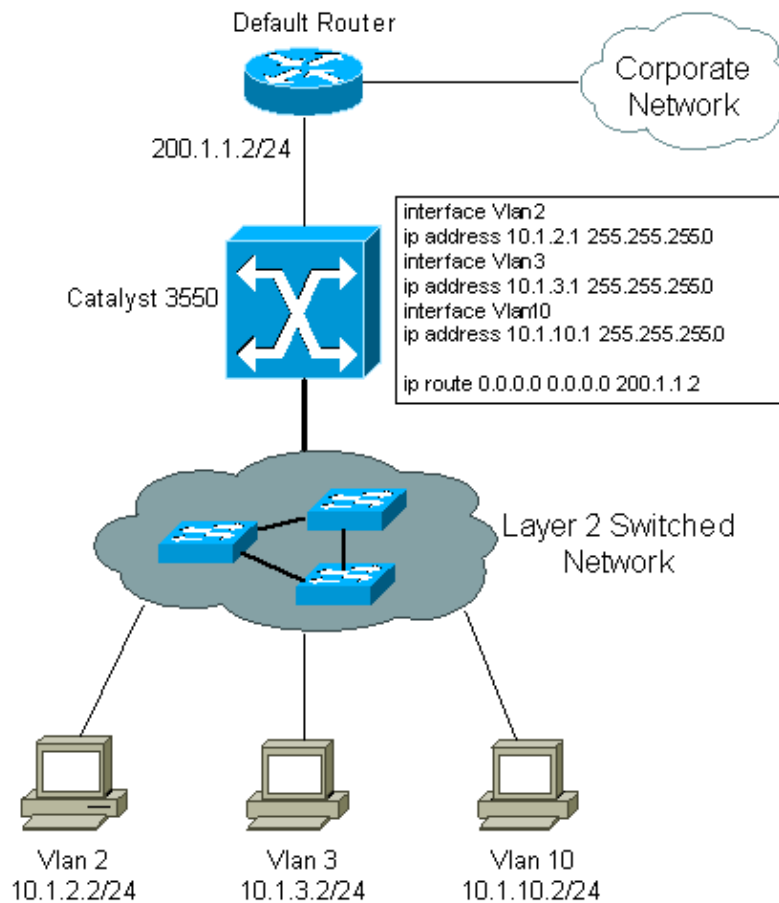 Default Router
Corporate
Network
200.1.1.2/24
interface Vlan2
ip address 10.1.2.1 255.255.255.0
interface Vlan3
ip address 10.1.3.1 255.255.255.0
interface Vlan10
ip address 10.1.10.1 255.255.255.0
ip route 0.0.0.0 0.0.0.0 200.1.1.2
Catalyst 3550
Layer 2 Switched
Network
Vlan 2
10.1.2.2/24
Vlan 3
10.1.3.2/24
Vlan 10
10.1.10.2/24